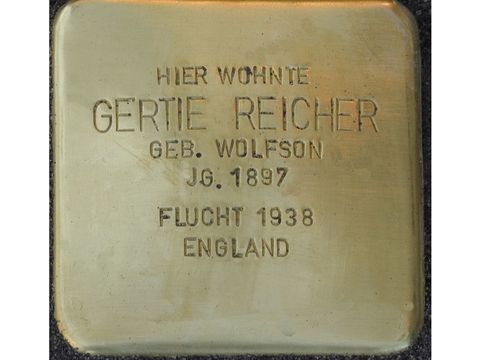 HIER WOHNTE
GERTIE REICHER
GEB. WOLFSON
JG. 1897
FLUCHT 1938
ENGLAND